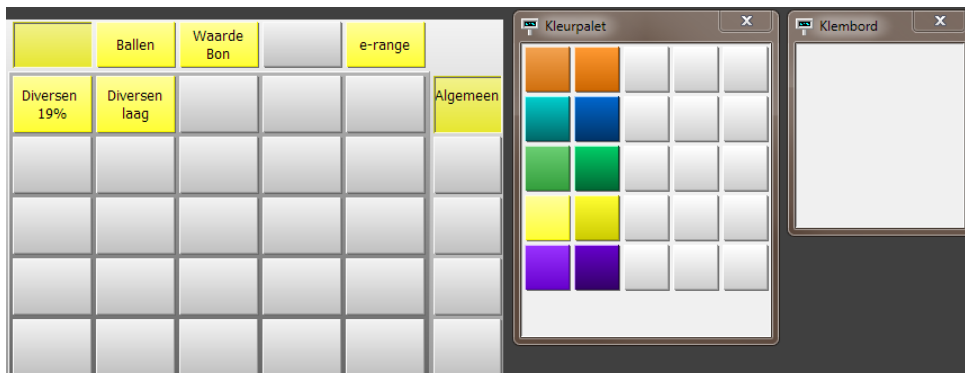 Ballen
Waarde
Bon
e-range
Diversen
19%
Diversen
laag
Algemeen
Kleurpalet
X
Klembord
X